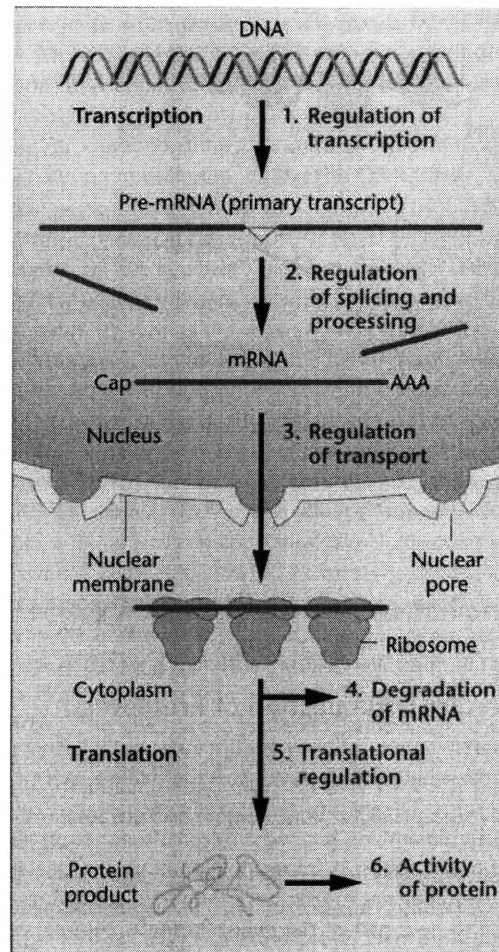 DNA
Transcription
1. Regulation of
transcription
Pre-mRNA (primary transcript)
2. Regulation
of splicing and
processing
mRNA
Cap
AAA
Nucleus
3. Regulation
of transport
Nuclear
membrane
Nuclear
pore
Ribosome
Cytoplasm
4. Degradation
of mRNA
Translation
5. Translational
regulation
Protein
product
6. Activity
of protein